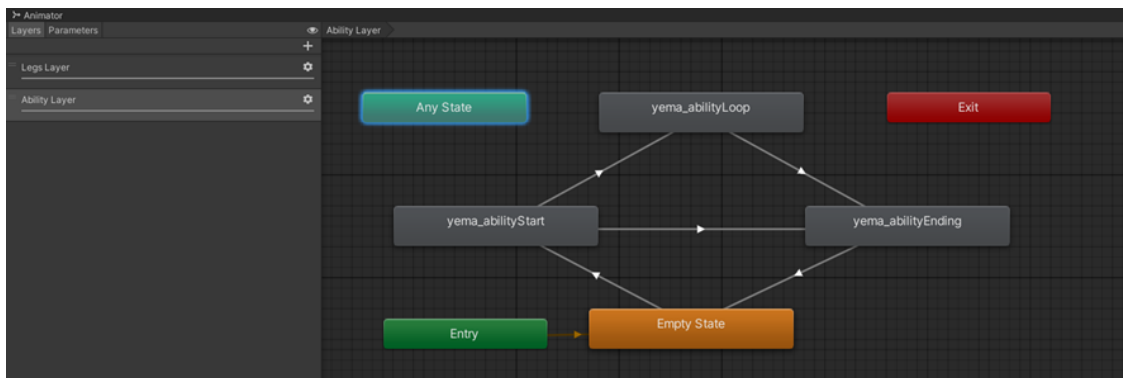 Animator
Layers Parameters
Ability Layer
Legs Layer
Ability Layer
Any State
yema_abilityLoop
Exit
yema_abilityStart
yema_abilityEnding
Entry
Empty State